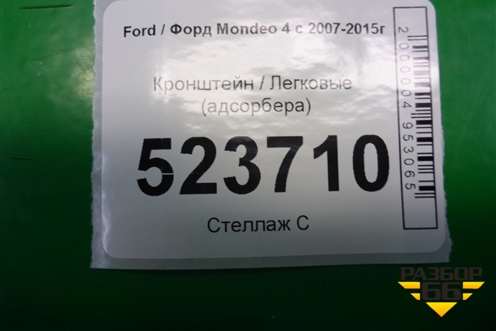 Ford / Форд Mondeo 4 с 2007-2015г
Кронштейн / Легковые
(адсорбера)
523710
Стеллаж С
2000004953065
РАЗБОР
66